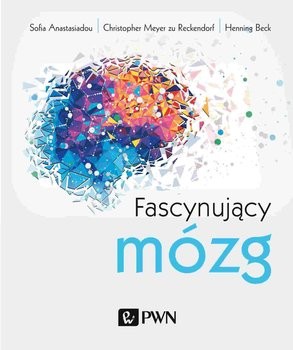 Sofia Anastasiadou | Christopher Meyer zu Reckendorf | Henning Beck
Fascynujący
mózg
PWN